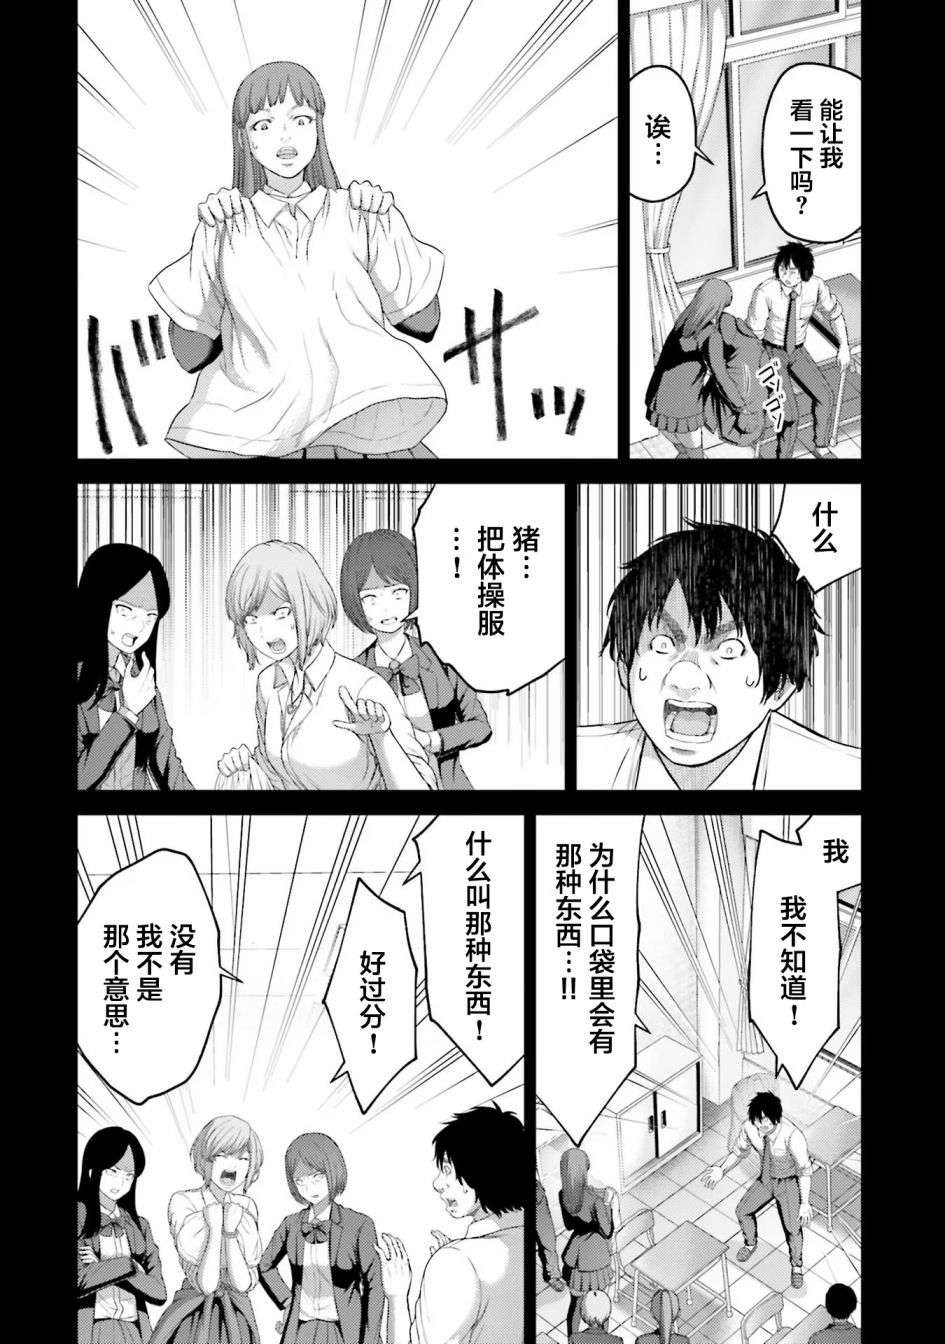 能让我
看一下吗？
诶…
ゴソ
ゴソ
ガサッ
什么
猪…
把体操服
…！
我
我不知道！
为什么口袋里会有
那种东西…!!
什么叫那种东西！
好过分！
没有
我不是
那个意思…